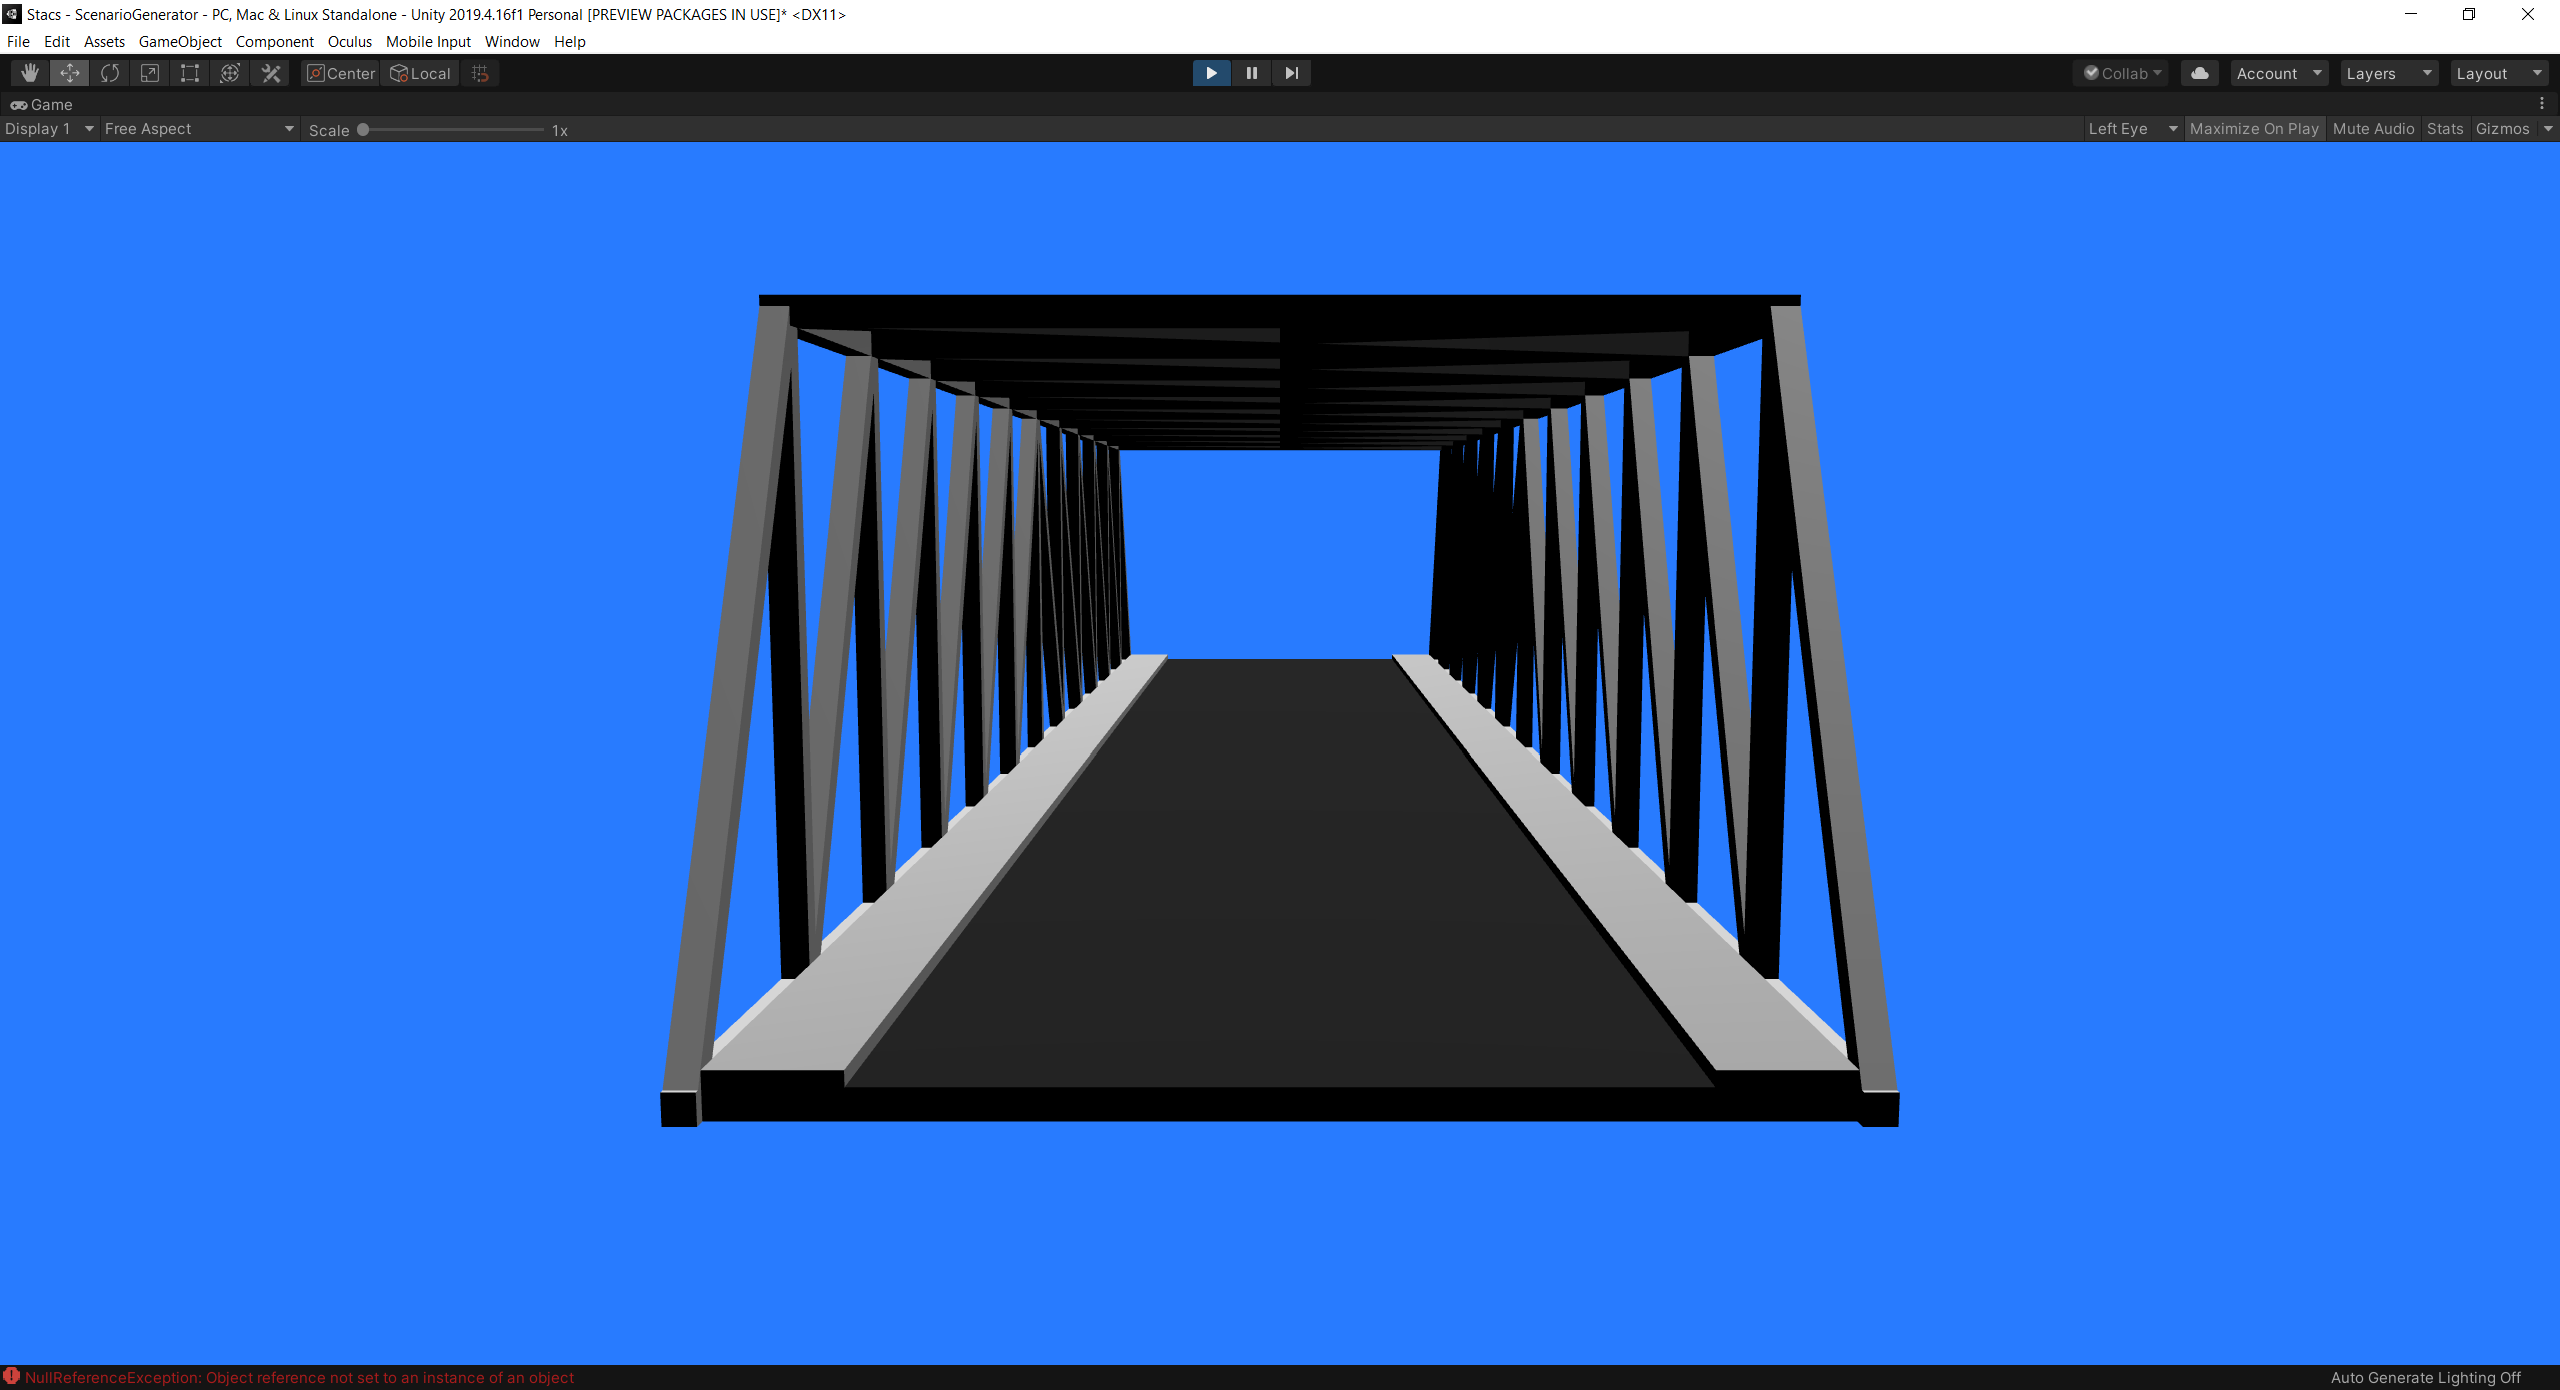 Stacs - ScenarioGenerator - PC, Mac & Linux Standalone - Unity 2019.4.16f1 Personal [PREVIEW PACKAGES IN USE]* <DX11>
File Edit Assets GameObject Component Oculus Mobile Input Window Help
Center Local Collab Account Layers Layout
Game
Display 1 Free Aspect Scale 1x Left Eye Maximize On Play Mute Audio Stats Gizmos
NullReferenceException: Object reference not set to an instance of an object Auto Generate Lighting Off